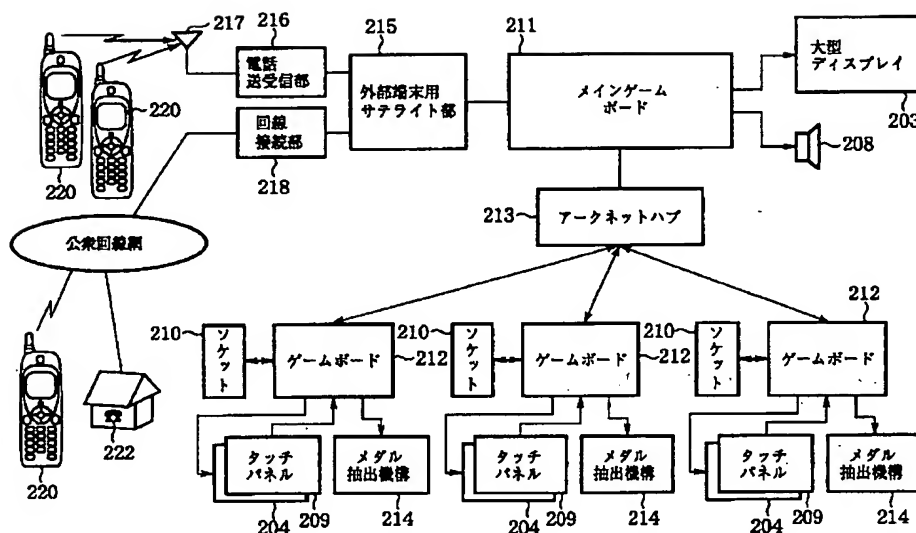 217
216
電話
送受信部
215
外部端末用
サテライト部
211
メインゲーム
ボード
大型
ディスプレイ
203
208
220
220
回線
接続部
218
213
アークネットハブ
公衆回線網
220
222
210
ソケット
ゲームボード
212
タッチ
パネル
204
209
メダル
抽出機構
214
210
ソケット
ゲームボード
212
タッチ
パネル
204
209
メダル
抽出機構
214
210
ソケット
ゲームボード
212
タッチ
パネル
204
209
メダル
抽出機構
214